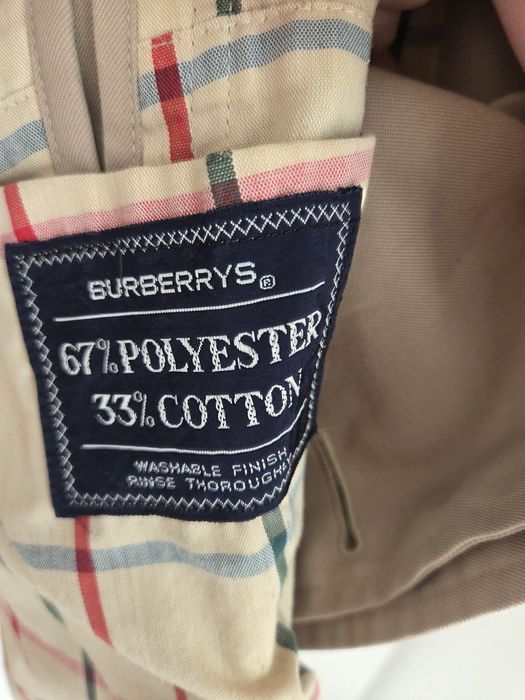 BURBERRYS®
67% POLYESTER
33% COTTON
WASHABLE FINISH
RINSE THOROUGHLY